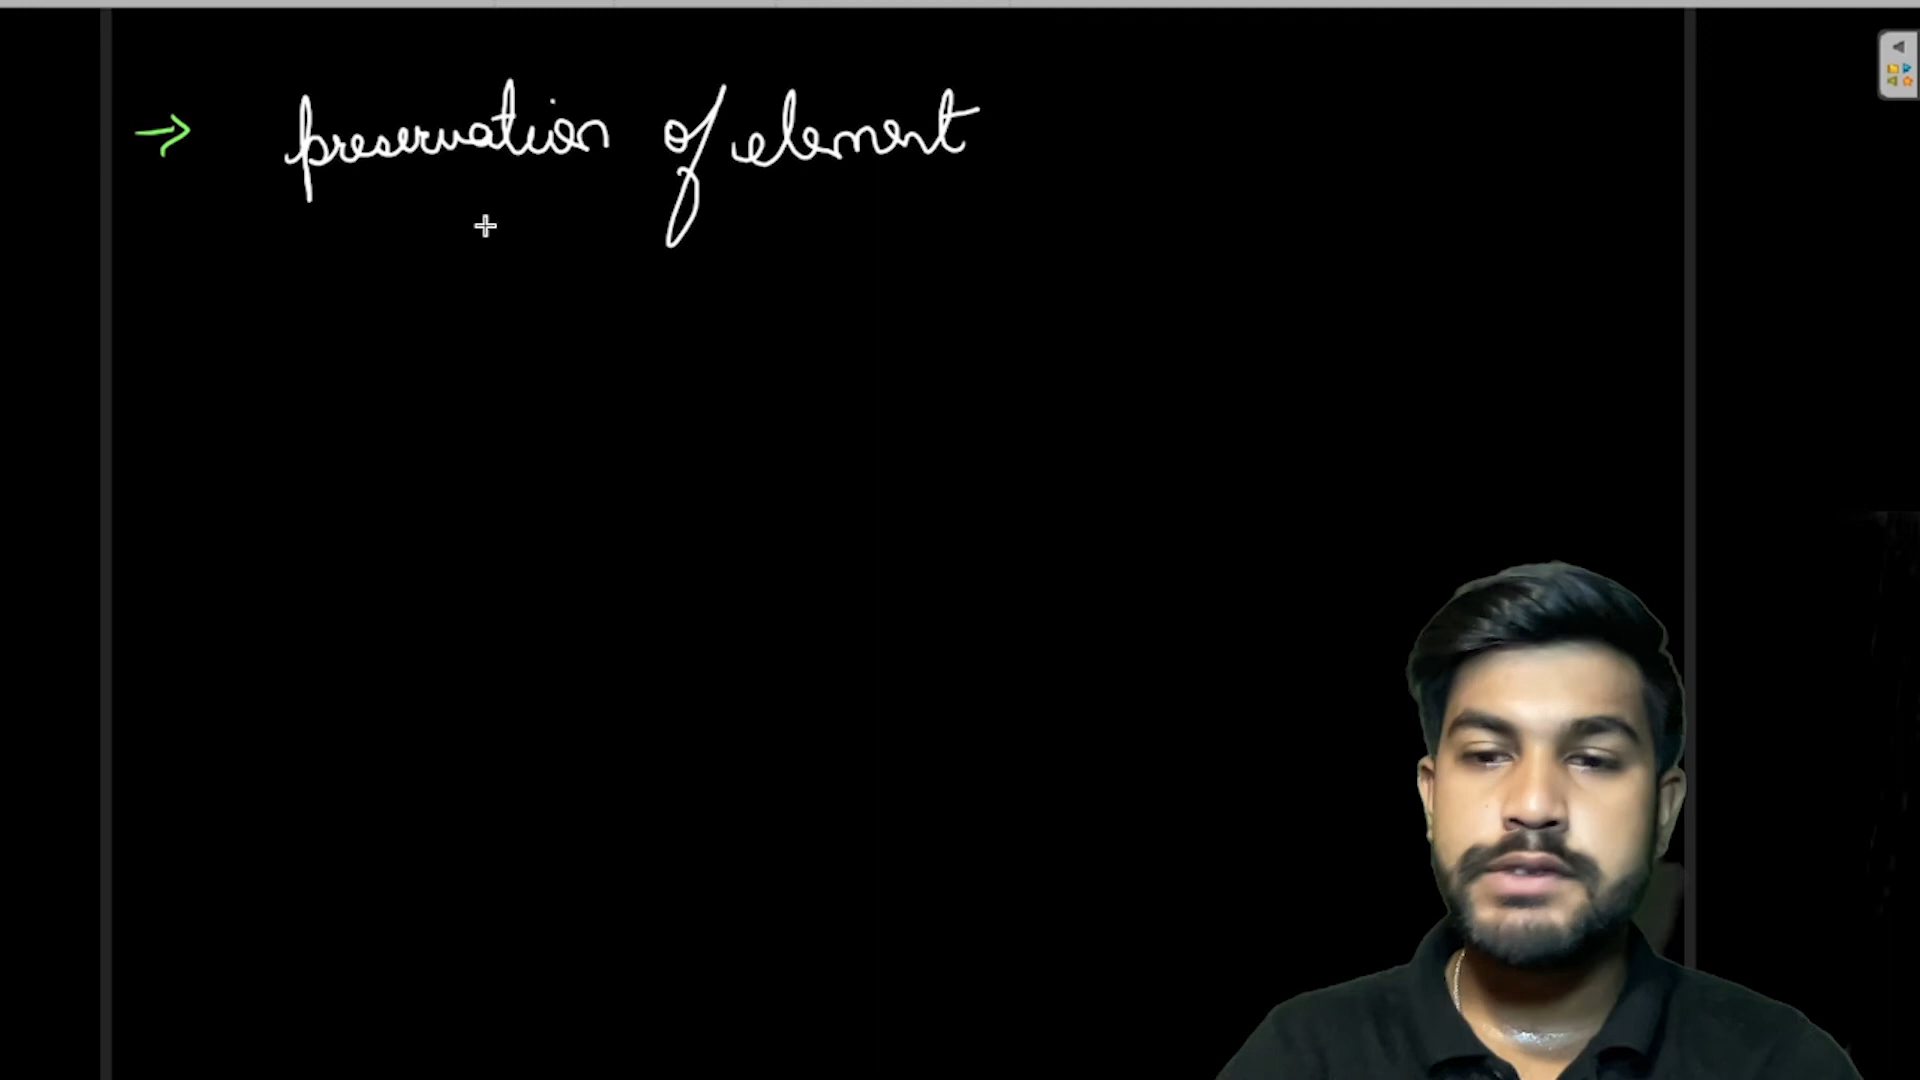 → preservation of element